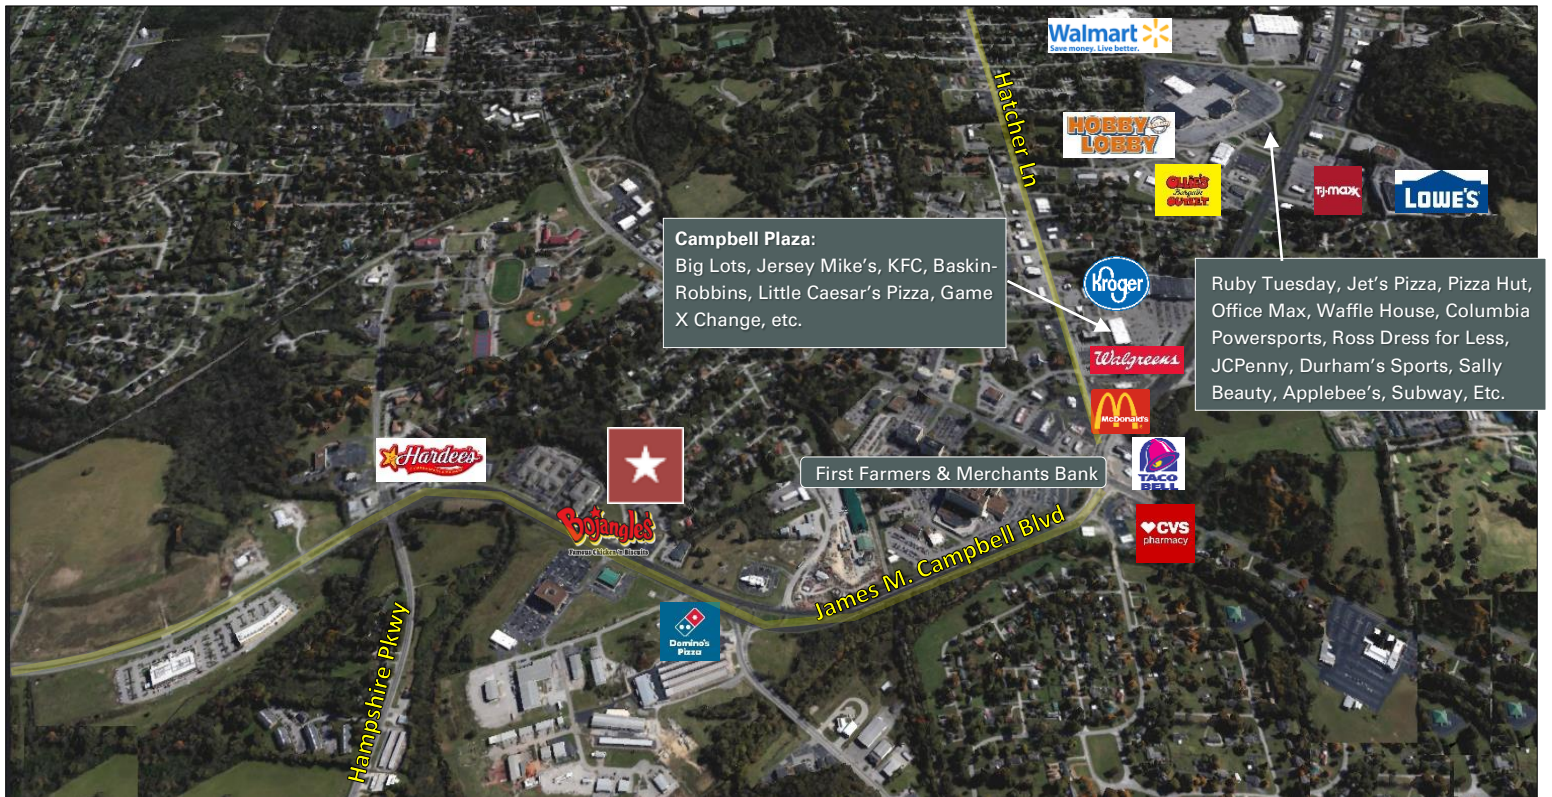 Walmart
Save money. Live better.
Hatcher Ln
HOBBY
LOBBY
OLLIE'S
Bargain
OUTLET
T·J·maxx
LOWE'S
Campbell Plaza:
Big Lots, Jersey Mike's, KFC, Baskin-
Robbins, Little Caesar's Pizza, Game
X Change, etc.
Kroger
Ruby Tuesday, Jet's Pizza, Pizza Hut,
Office Max, Waffle House, Columbia
Powersports, Ross Dress for Less,
JCPenny, Durham's Sports, Sally
Beauty, Applebee's, Subway, Etc.
Walgreens
McDonald's
Hardee's
First Farmers & Merchants Bank
TACO
BELL
Bojangles'
Famous Chicken 'n Biscuits
CVS
pharmacy
James M. Campbell Blvd
Domino's
Pizza
Hampshire Pkwy